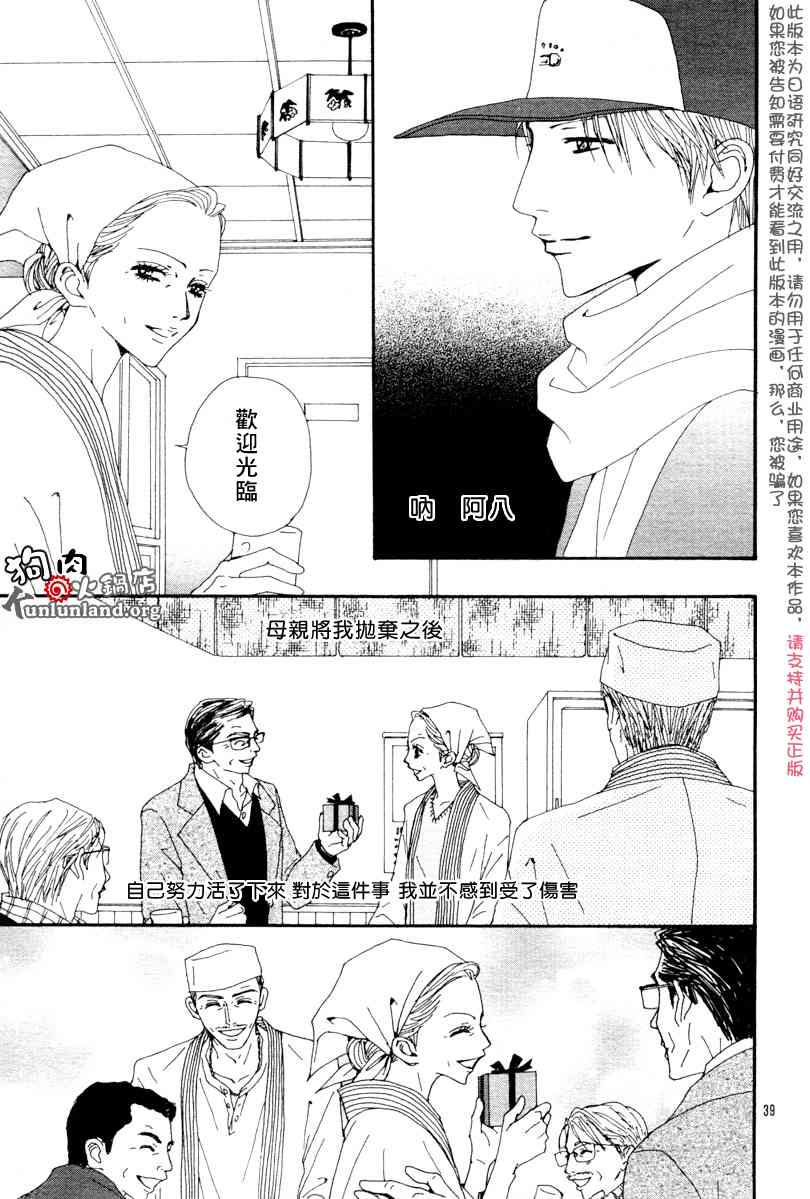 此版本为日语研究同好交流之用，请勿用于任何商业用途，如果您喜欢本作品，请支持并购买正版
如果您被告知需要付费才能看到此版本的漫画，那么，您被骗了
吶 阿八
歡迎光臨
狗肉火鍋店
Kunlunland.org
母親將我拋棄之後
自己努力活了下來 對於這件事 我並不感到受了傷害
39